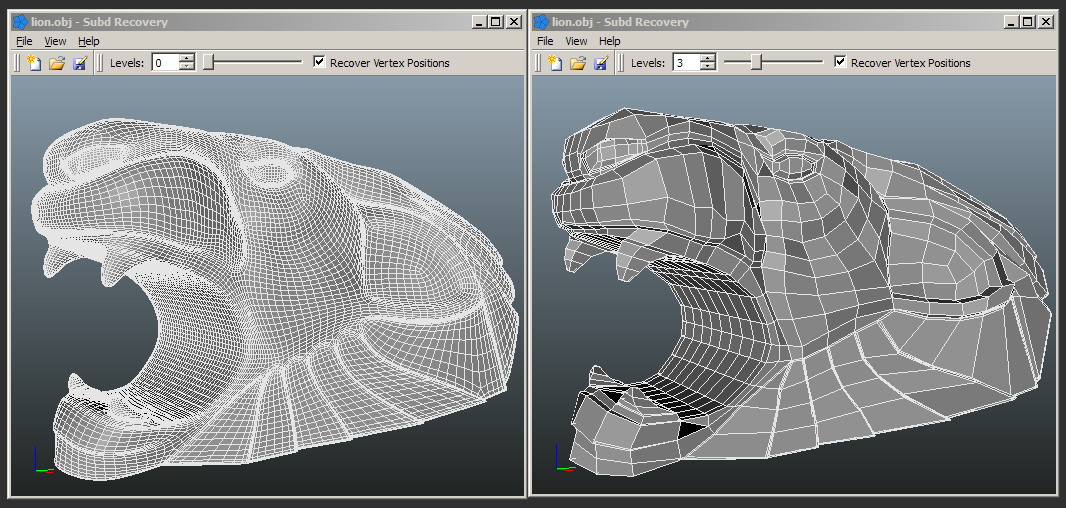 lion.obj - Subd Recovery
File View Help
Levels: 0 Recover Vertex Positions
lion.obj - Subd Recovery
File View Help
Levels: 3 Recover Vertex Positions